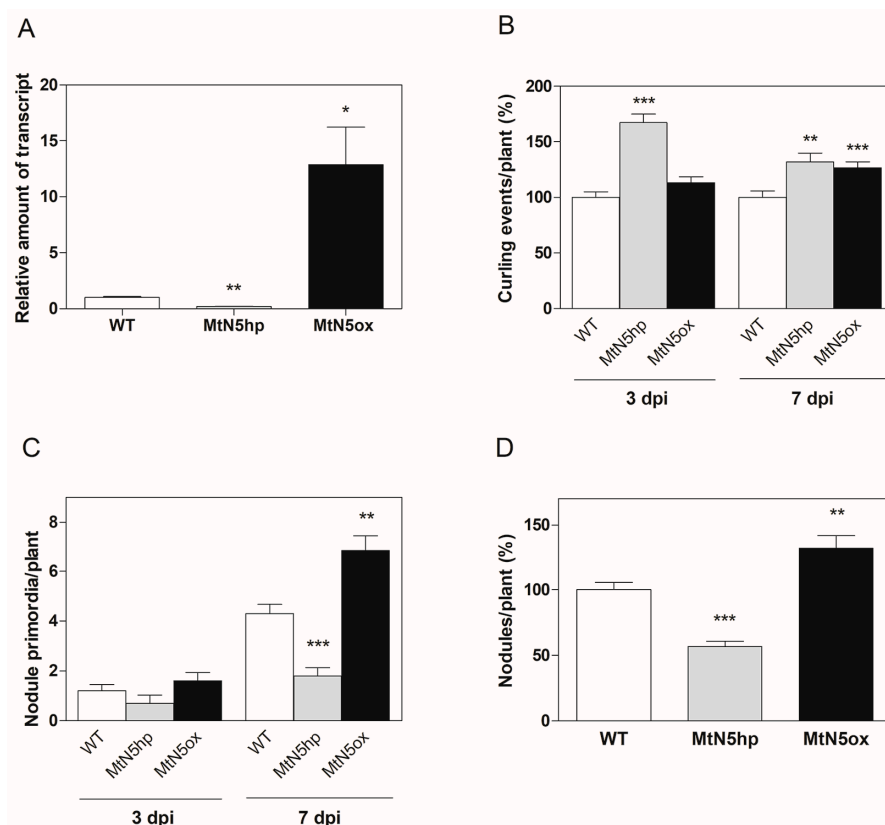 A
Relative amount of transcript
20
15
10
5
0
*
**
WT
MtN5hp
MtN5ox
B
Curling events/plant (%)
200
150
100
50
0
***
**
***
WT
MtN5hp
MtN5ox
WT
MtN5hp
MtN5ox
3 dpi
7 dpi
C
Nodule primordia/plant
8
6
4
2
0
***
**
WT
MtN5hp
MtN5ox
WT
MtN5hp
MtN5ox
3 dpi
7 dpi
D
Nodules/plant (%)
150
100
50
0
***
**
WT
MtN5hp
MtN5ox